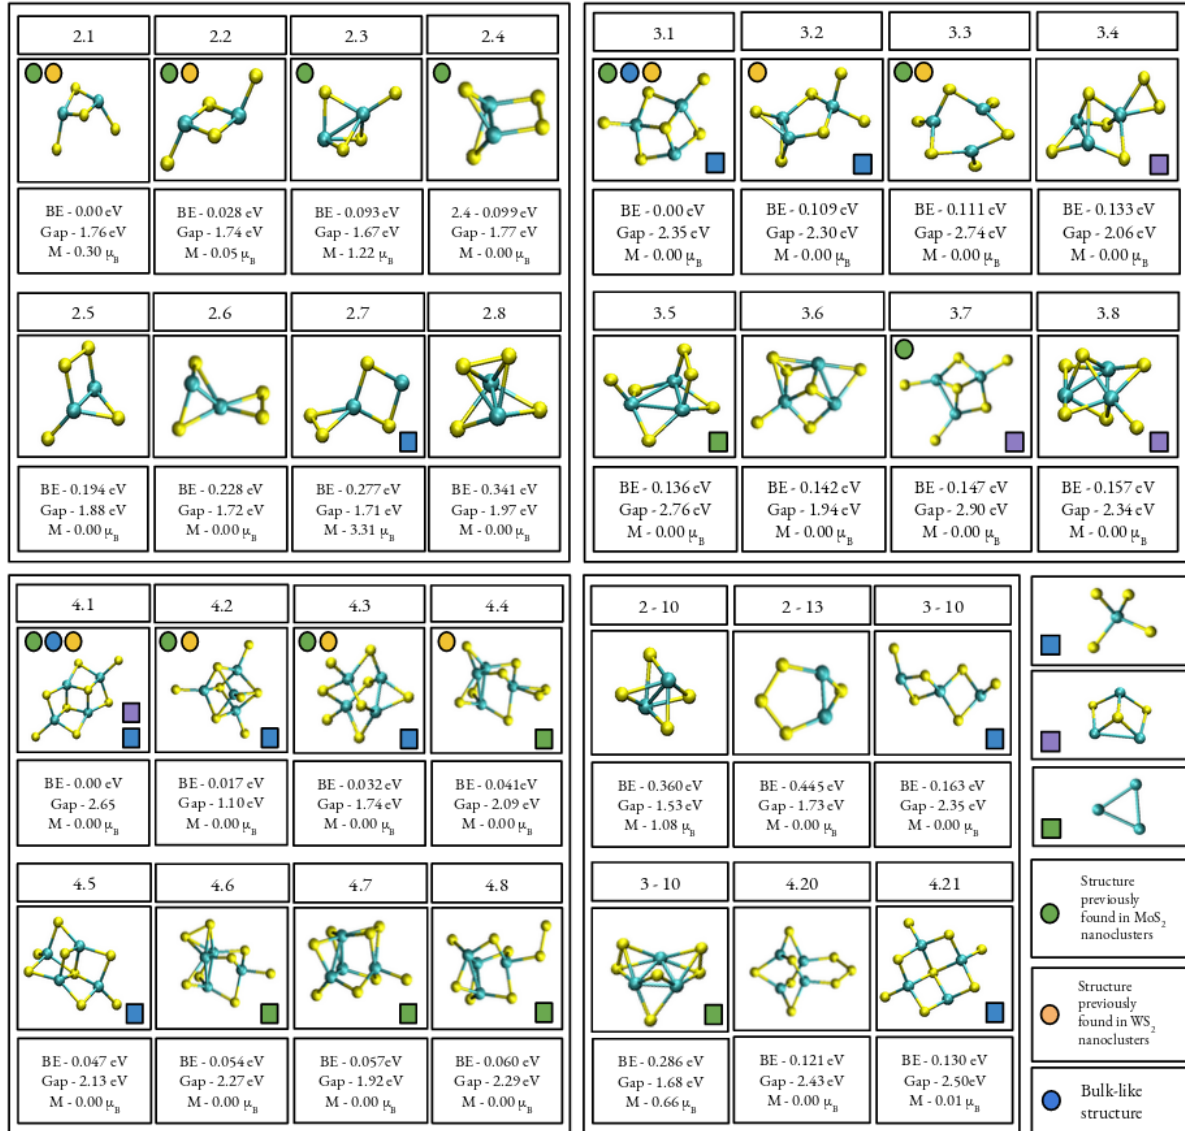 2.1 2.2 2.3 2.4
BE - 0.00 eV
Gap - 1.76 eV
M - 0.30 μB
BE - 0.028 eV
Gap - 1.74 eV
M - 0.05 μB
BE - 0.093 eV
Gap - 1.67 eV
M - 1.22 μB
2.4 - 0.099 eV
Gap - 1.77 eV
M - 0.00 μB
2.5 2.6 2.7 2.8
BE - 0.194 eV
Gap - 1.88 eV
M - 0.00 μB
BE - 0.228 eV
Gap - 1.72 eV
M - 0.00 μB
BE - 0.277 eV
Gap - 1.71 eV
M - 3.31 μB
BE - 0.341 eV
Gap - 1.97 eV
M - 0.00 μB
3.1 3.2 3.3 3.4
BE - 0.00 eV
Gap - 2.35 eV
M - 0.00 μB
BE - 0.109 eV
Gap - 2.30 eV
M - 0.00 μB
BE - 0.111 eV
Gap - 2.74 eV
M - 0.00 μB
BE - 0.133 eV
Gap - 2.06 eV
M - 0.00 μB
3.5 3.6 3.7 3.8
BE - 0.136 eV
Gap - 2.76 eV
M - 0.00 μB
BE - 0.142 eV
Gap - 1.94 eV
M - 0.00 μB
BE - 0.147 eV
Gap - 2.90 eV
M - 0.00 μB
BE - 0.157 eV
Gap - 2.34 eV
M - 0.00 μB
4.1 4.2 4.3 4.4
BE - 0.00 eV
Gap - 2.65
M - 0.00 μB
BE - 0.017 eV
Gap - 1.10 eV
M - 0.00 μB
BE - 0.032 eV
Gap - 1.74 eV
M - 0.00 μB
BE - 0.041eV
Gap - 2.09 eV
M - 0.00 μB
4.5 4.6 4.7 4.8
BE - 0.047 eV
Gap - 2.13 eV
M - 0.00 μB
BE - 0.054 eV
Gap - 2.27 eV
M - 0.00 μB
BE - 0.057eV
Gap - 1.92 eV
M - 0.00 μB
BE - 0.060 eV
Gap - 2.29 eV
M - 0.00 μB
2 - 10 2 - 13 3 - 10
BE - 0.360 eV
Gap - 1.53 eV
M - 1.08 μB
BE - 0.445 eV
Gap - 1.73 eV
M - 0.00 μB
BE - 0.163 eV
Gap - 2.35 eV
M - 0.00 μB
3 - 10 4.20 4.21
BE - 0.286 eV
Gap - 1.68 eV
M - 0.66 μB
BE - 0.121 eV
Gap - 2.43 eV
M - 0.00 μB
BE - 0.130 eV
Gap - 2.50eV
M - 0.01 μB
Structure
previously
found in MoS2
nanoclusters
Structure
previously
found in WS2
nanoclusters
Bulk-like
structure